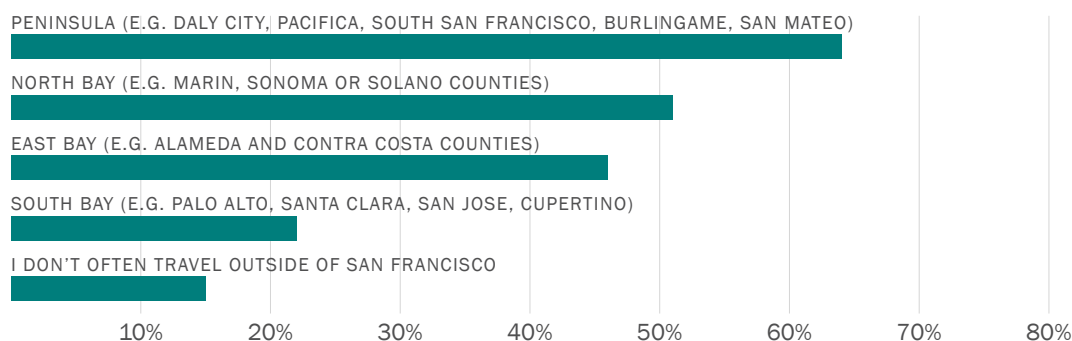 PENINSULA (E.G. DALY CITY, PACIFICA, SOUTH SAN FRANCISCO, BURLINGAME, SAN MATEO)
NORTH BAY (E.G. MARIN, SONOMA OR SOLANO COUNTIES)
EAST BAY (E.G. ALAMEDA AND CONTRA COSTA COUNTIES)
SOUTH BAY (E.G. PALO ALTO, SANTA CLARA, SAN JOSE, CUPERTINO)
I DON’T OFTEN TRAVEL OUTSIDE OF SAN FRANCISCO
10% 20% 30% 40% 50% 60% 70% 80%